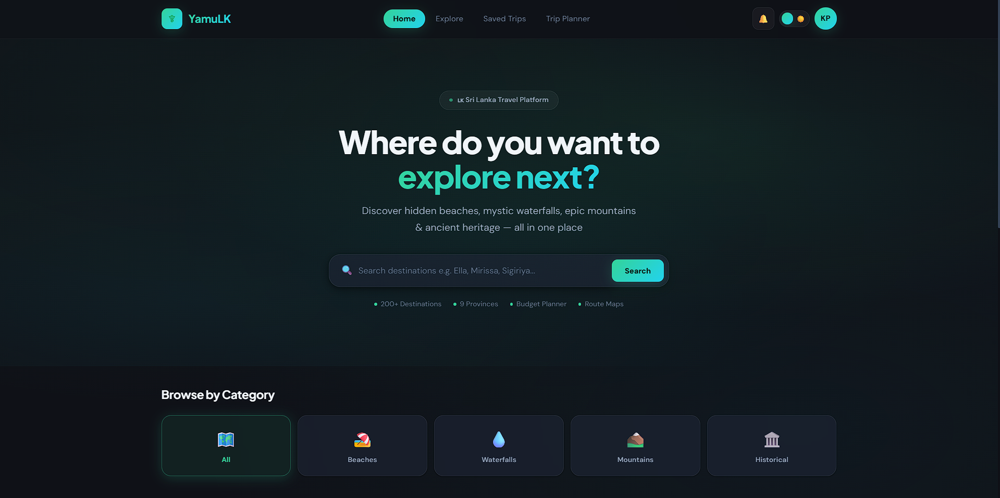 YamuLK
Home
Explore
Saved Trips
Trip Planner
KP
LK Sri Lanka Travel Platform
Where do you want to
explore next?
Discover hidden beaches, mystic waterfalls, epic mountains
& ancient heritage — all in one place
Search destinations e.g. Ella, Mirissa, Sigiriya...
Search
200+ Destinations
9 Provinces
Budget Planner
Route Maps
Browse by Category
All
Beaches
Waterfalls
Mountains
Historical